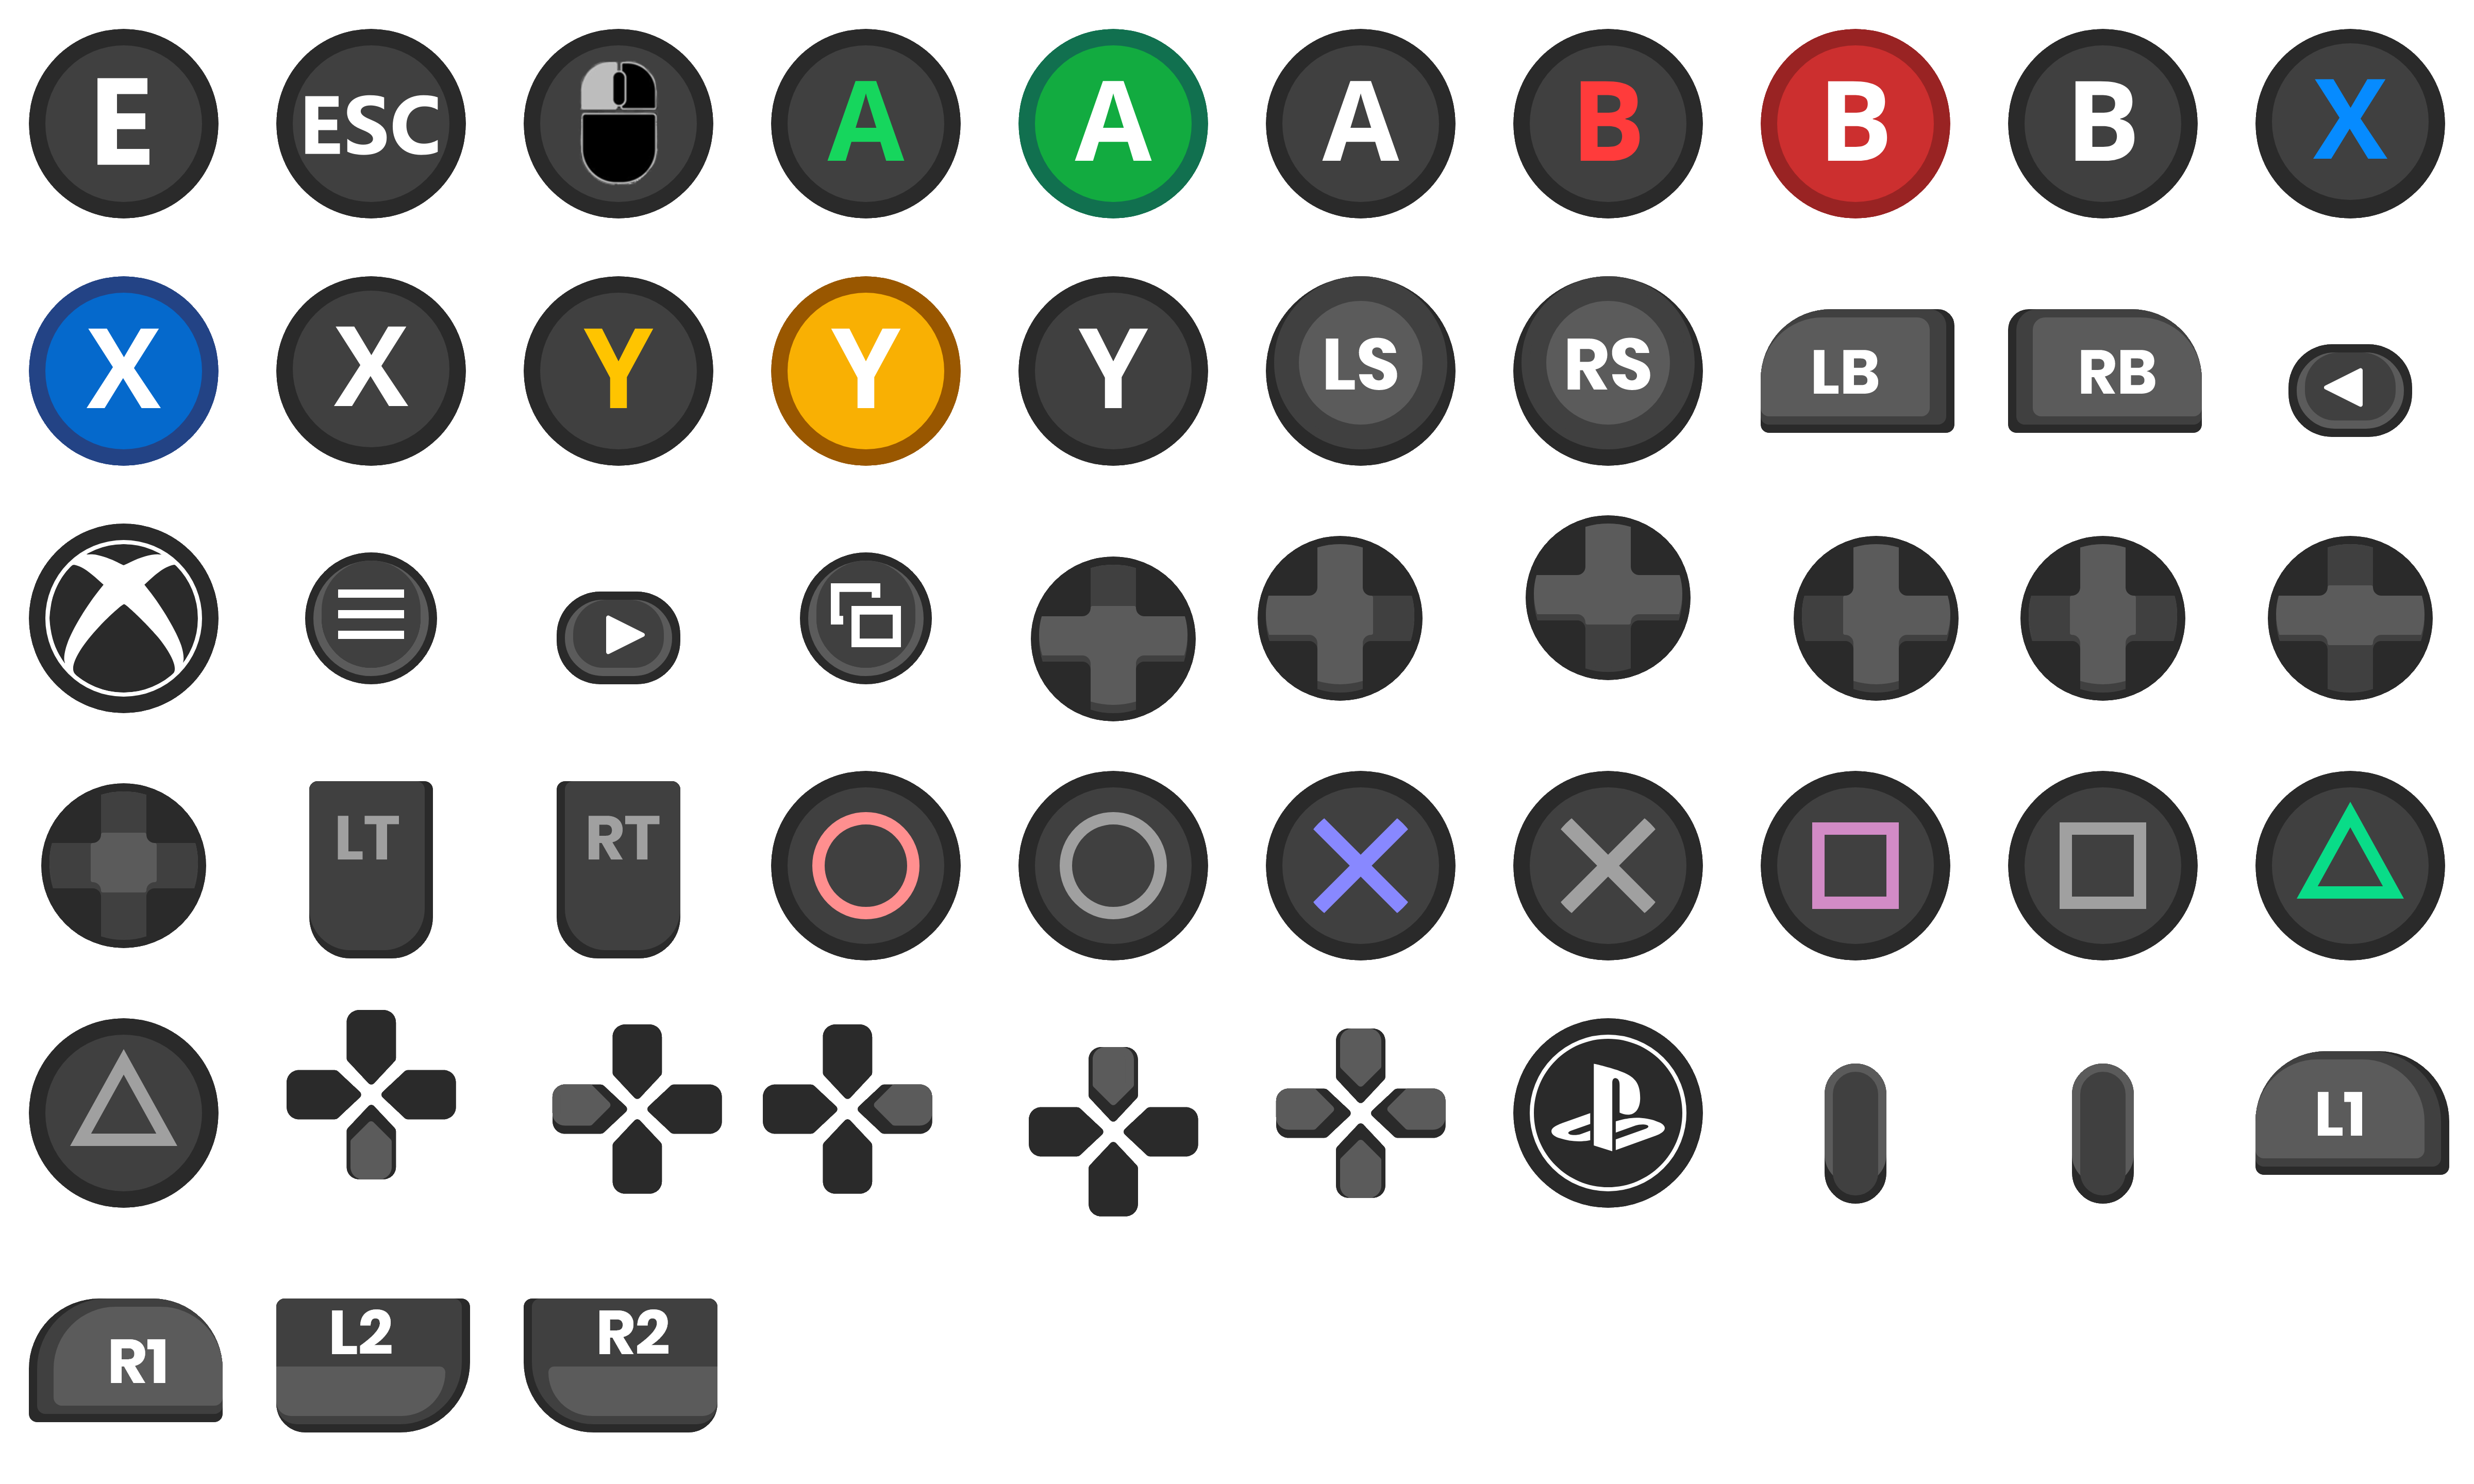 E ESC A A A B B B X
X X Y Y Y LS RS LB RB
LT RT
L1
R1 L2 R2